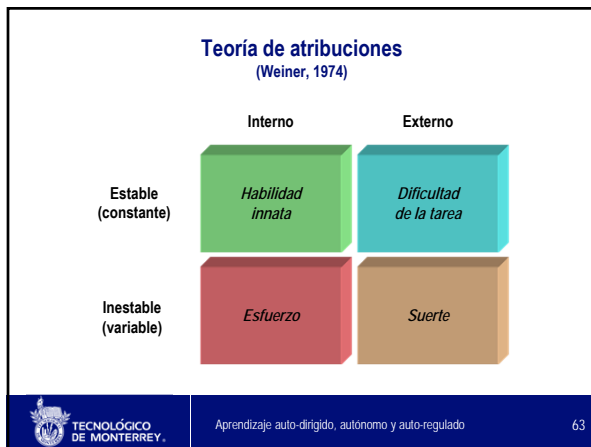 Teoría de atribuciones
(Weiner, 1974)
Interno Externo
Estable
(constante)
Habilidad
innata
Dificultad
de la tarea
Inestable
(variable)
Esfuerzo
Suerte
TECNOLÓGICO
DE MONTERREY.
Aprendizaje auto-dirigido, autónomo y auto-regulado
63